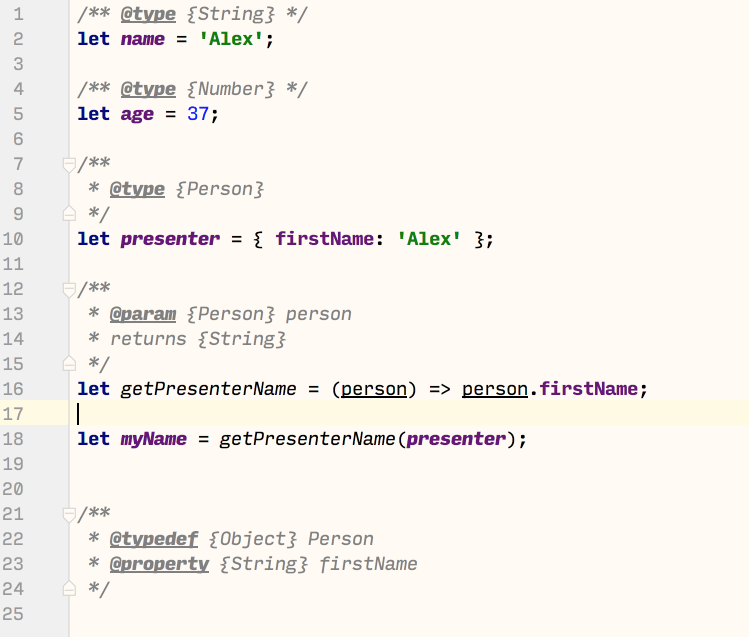 1 /** @type {String} */
2 let name = 'Alex';
3
4 /** @type {Number} */
5 let age = 37;
6
7 /**
8  * @type {Person}
9  */
10 let presenter = { firstName: 'Alex' };
11
12 /**
13  * @param {Person} person
14  * returns {String}
15  */
16 let getPresenterName = (person) => person.firstName;
17
18 let myName = getPresenterName(presenter);
19
20
21 /**
22  * @typedef {Object} Person
23  * @property {String} firstName
24  */
25